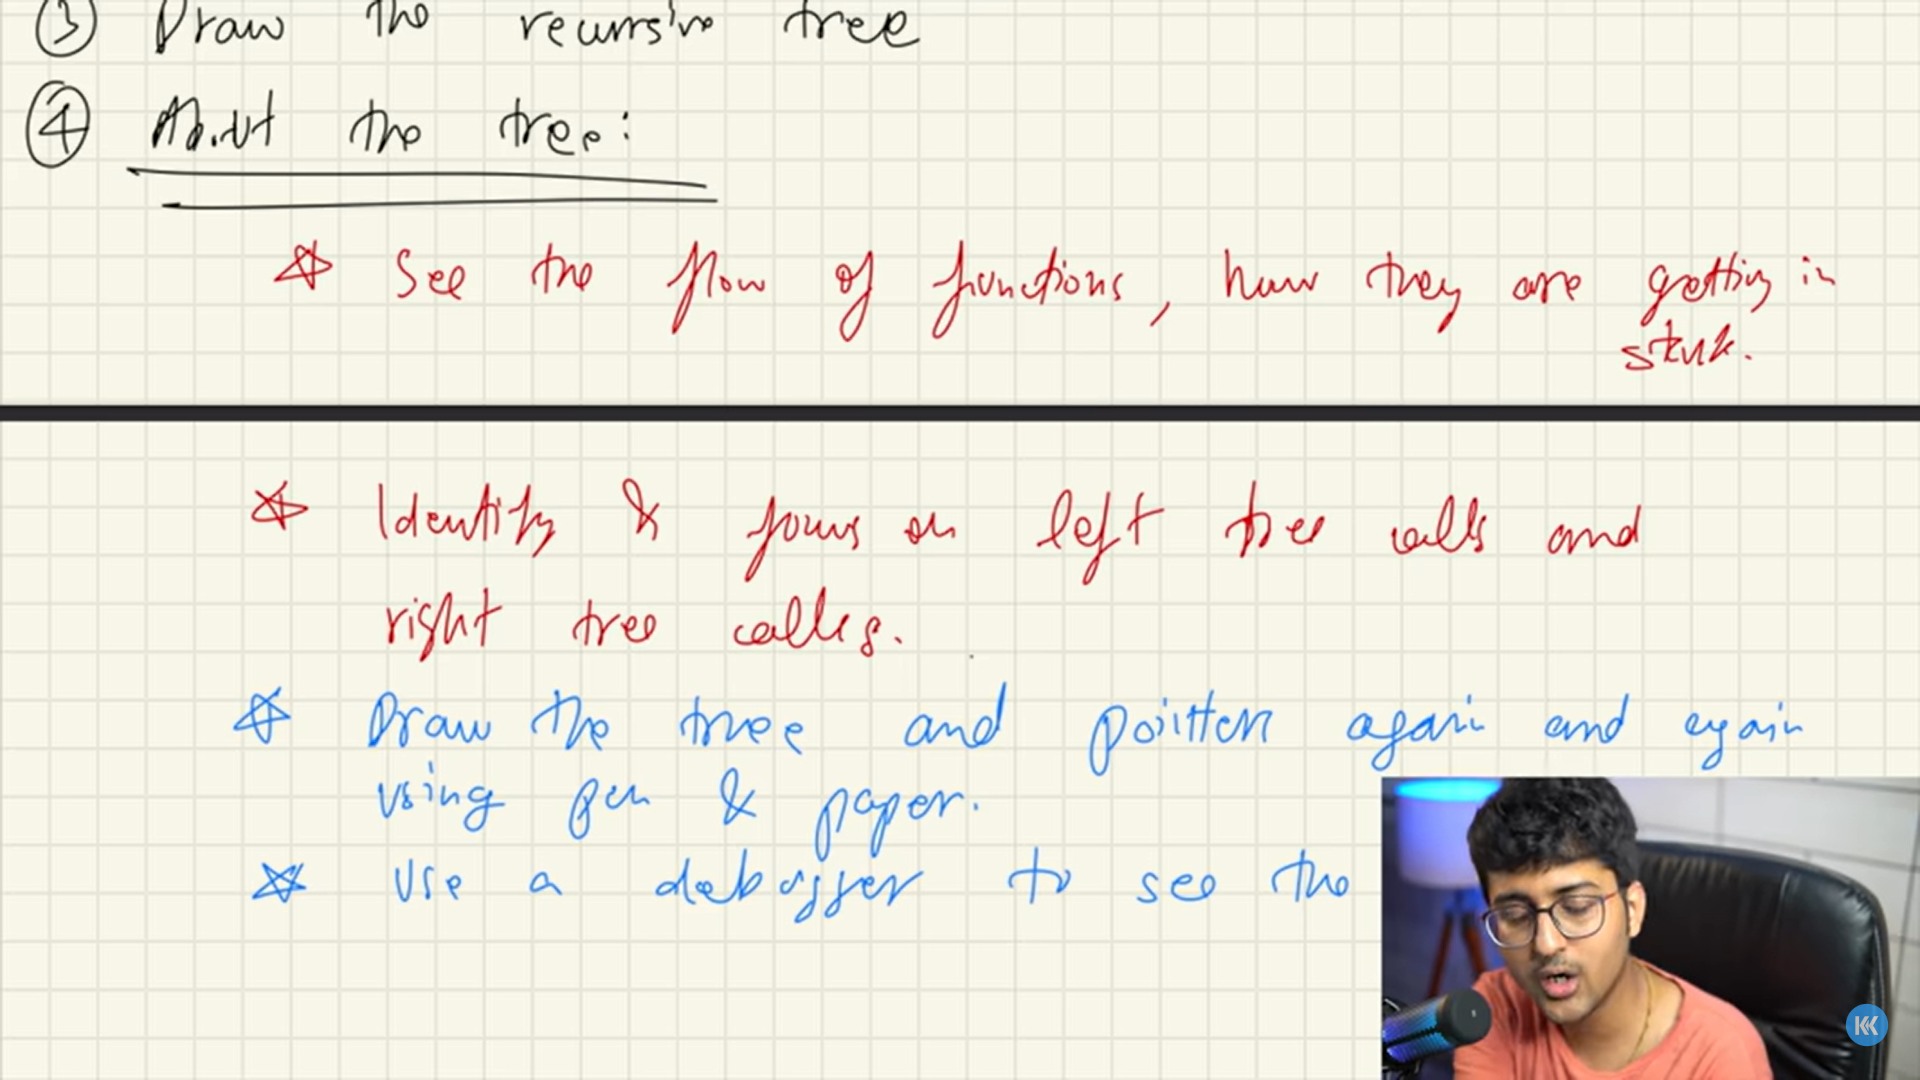 ③ Draw the recursive tree
④ About the tree:
☆ See the flow of functions, how they are getting in
stack.
☆ Identify & focus on left tree calls and
right tree calls.
☆ Draw the tree and pointers again and again
using pen & paper.
☆ Use a debugger to see the
KK